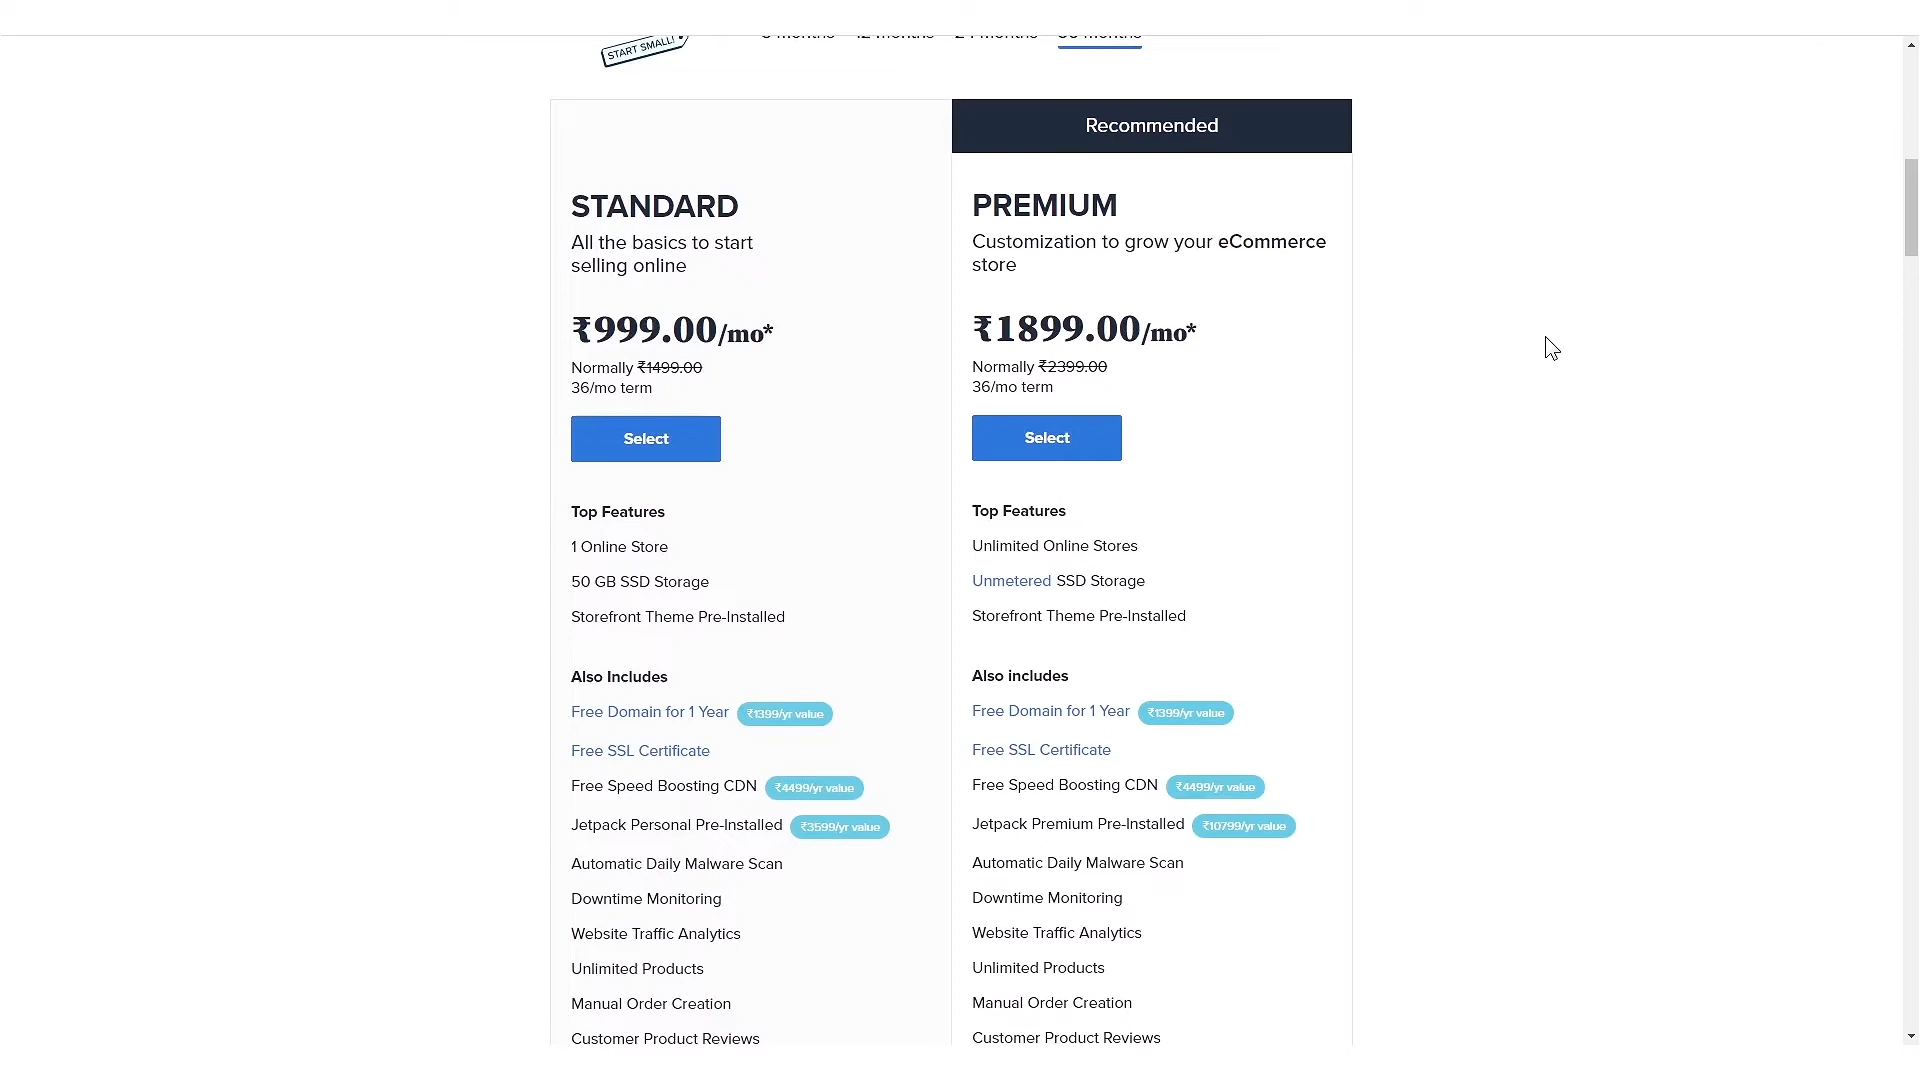 START SMALL!
months 12 months 24 months 36 months
Recommended
STANDARD
All the basics to start
selling online
₹999.00/mo*
Normally ₹1499.00
36/mo term
Select
Top Features
1 Online Store
50 GB SSD Storage
Storefront Theme Pre-Installed
Also Includes
Free Domain for 1 Year ₹1399/yr value
Free SSL Certificate
Free Speed Boosting CDN ₹4499/yr value
Jetpack Personal Pre-Installed ₹3599/yr value
Automatic Daily Malware Scan
Downtime Monitoring
Website Traffic Analytics
Unlimited Products
Manual Order Creation
Customer Product Reviews
PREMIUM
Customization to grow your eCommerce
store
₹1899.00/mo*
Normally ₹2399.00
36/mo term
Select
Top Features
Unlimited Online Stores
Unmetered SSD Storage
Storefront Theme Pre-Installed
Also includes
Free Domain for 1 Year ₹1399/yr value
Free SSL Certificate
Free Speed Boosting CDN ₹4499/yr value
Jetpack Premium Pre-Installed ₹10799/yr value
Automatic Daily Malware Scan
Downtime Monitoring
Website Traffic Analytics
Unlimited Products
Manual Order Creation
Customer Product Reviews